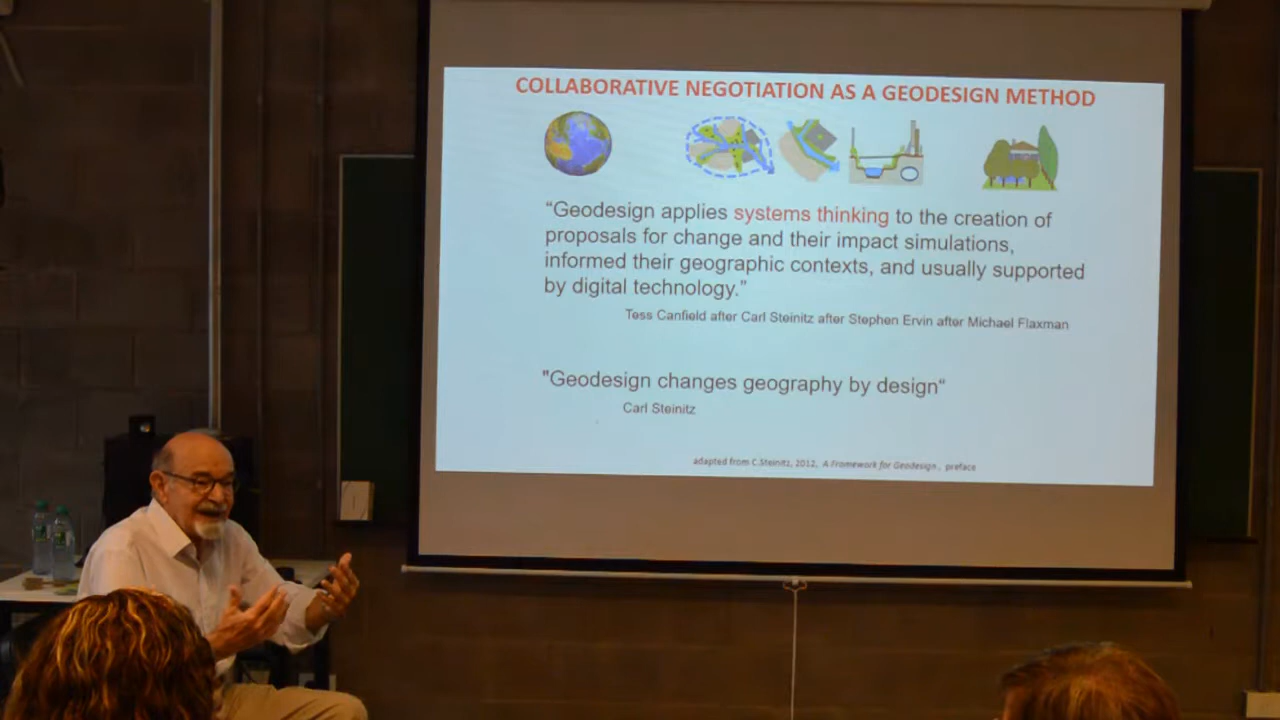 COLLABORATIVE NEGOTIATION AS A GEODESIGN METHOD
“Geodesign applies systems thinking to the creation of
proposals for change and their impact simulations,
informed their geographic contexts, and usually supported
by digital technology.”
Tess Canfield after Carl Steinitz after Stephen Ervin after Michael Flaxman
"Geodesign changes geography by design“
Carl Steinitz
adapted from C.Steinitz, 2012, A Framework for Geodesign, preface